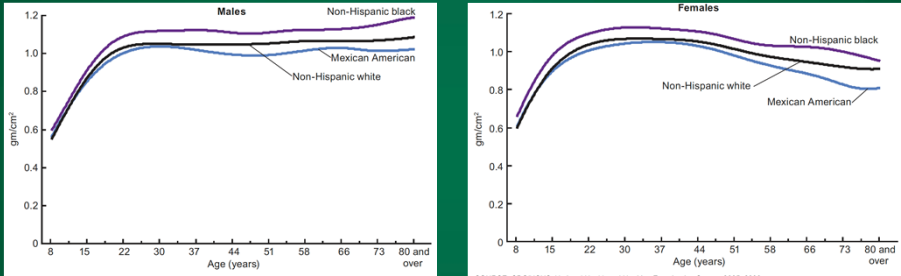 Males
1.2
1.0
0.8
0.6
0.4
0.2
0
gm/cm²
Non-Hispanic black
Mexican American
Non-Hispanic white
8 15 22 30 37 44 51 58 66 73 80 and
over
Age (years)
Females
1.2
1.0
0.8
0.6
0.4
0.2
0
gm/cm²
Non-Hispanic black
Non-Hispanic white
Mexican American
8 15 22 30 37 44 51 58 66 73 80 and
over
Age (years)